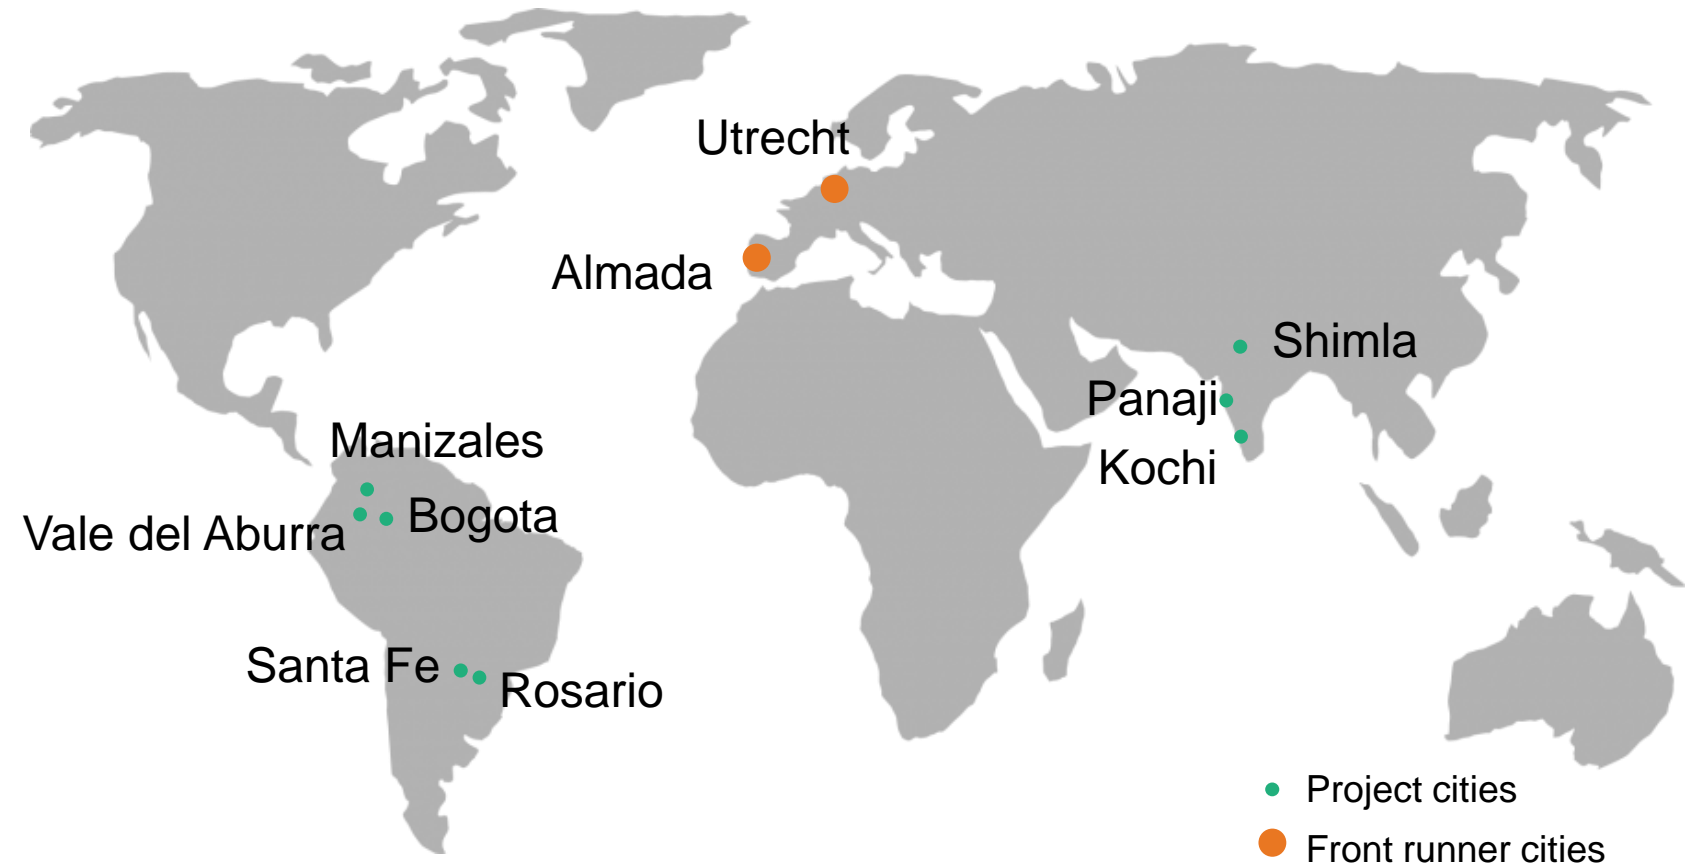 Utrecht
Almada
Shimla
Panaji
Kochi
Manizales
Bogota
Vale del Aburra
Santa Fe
Rosario
Project cities
Front runner cities